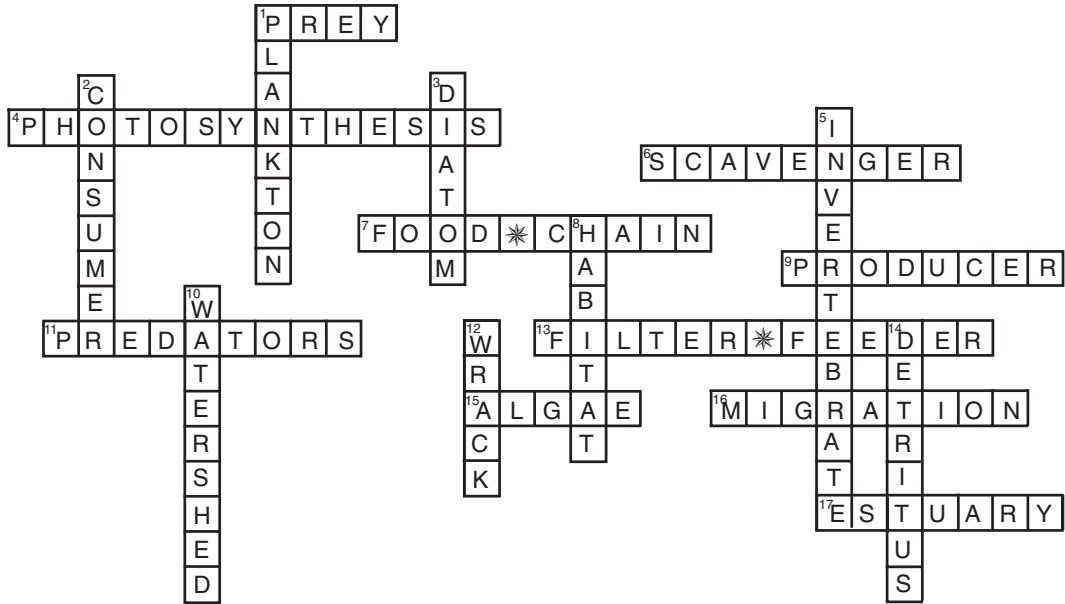 1 PREY
1 PLANKTON
2 CONSUMER
3 DIATOM
4 PHOTOSYNTHESIS
5 INVERTEBRATE
6 SCAVENGER
7 FOOD✴CHAIN
8 HABITAT
9 PRODUCER
10 WATERSHED
11 PREDATORS
12 WRACK
13 FILTER✴FEEDER
14 DETRITUS
15 ALGAE
16 MIGRATION
17 ESTUARY